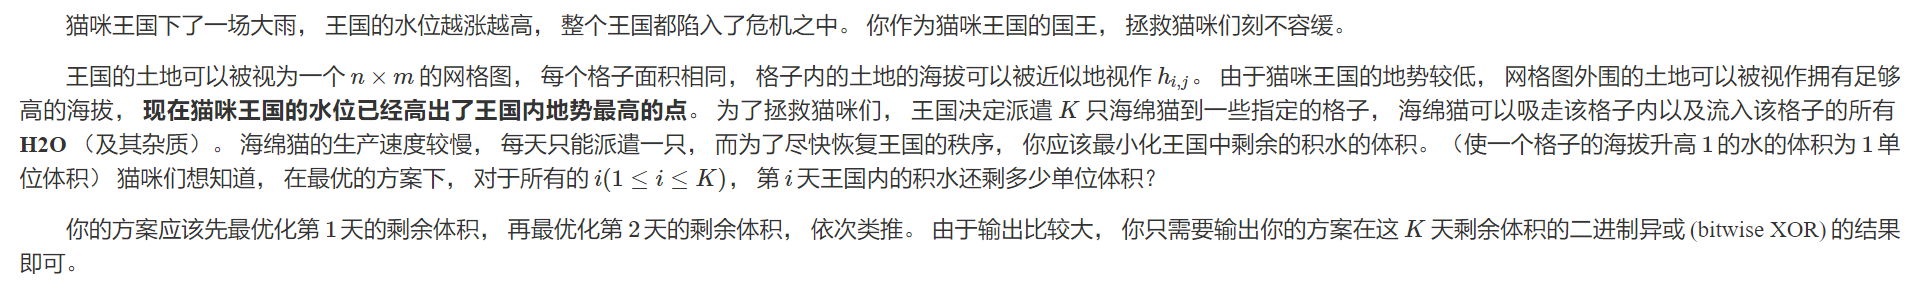 猫咪王国下了一场大雨， 王国的水位越涨越高， 整个王国都陷入了危机之中。 你作为猫咪王国的国王， 拯救猫咪们刻不容缓。
王国的土地可以被视为一个 n × m 的网格图， 每个格子面积相同， 格子内的土地的海拔可以被近似地视作 h_{i,j}。 由于猫咪王国的地势较低， 网格图外围的土地可以被视作拥有足够
高的海拔， 现在猫咪王国的水位已经高出了王国内地势最高的点。 为了拯救猫咪们， 王国决定派遣 K 只海绵猫到一些指定的格子， 海绵猫可以吸走该格子内以及流入该格子的所有
H2O （及其杂质）。 海绵猫的生产速度较慢， 每天只能派遣一只， 而为了尽快恢复王国的秩序， 你应该最小化王国中剩余的积水的体积。（使一个格子的海拔升高 1 的水的体积为 1 单
位体积） 猫咪们想知道， 在最优的方案下， 对于所有的 i(1 ≤ i ≤ K)， 第 i 天王国内的积水还剩多少单位体积？
你的方案应该先最优化第 1 天的剩余体积， 再最优化第 2 天的剩余体积， 依次类推。 由于输出比较大， 你只需要输出你的方案在这 K 天剩余体积的二进制异或 (bitwise XOR) 的结果
即可。